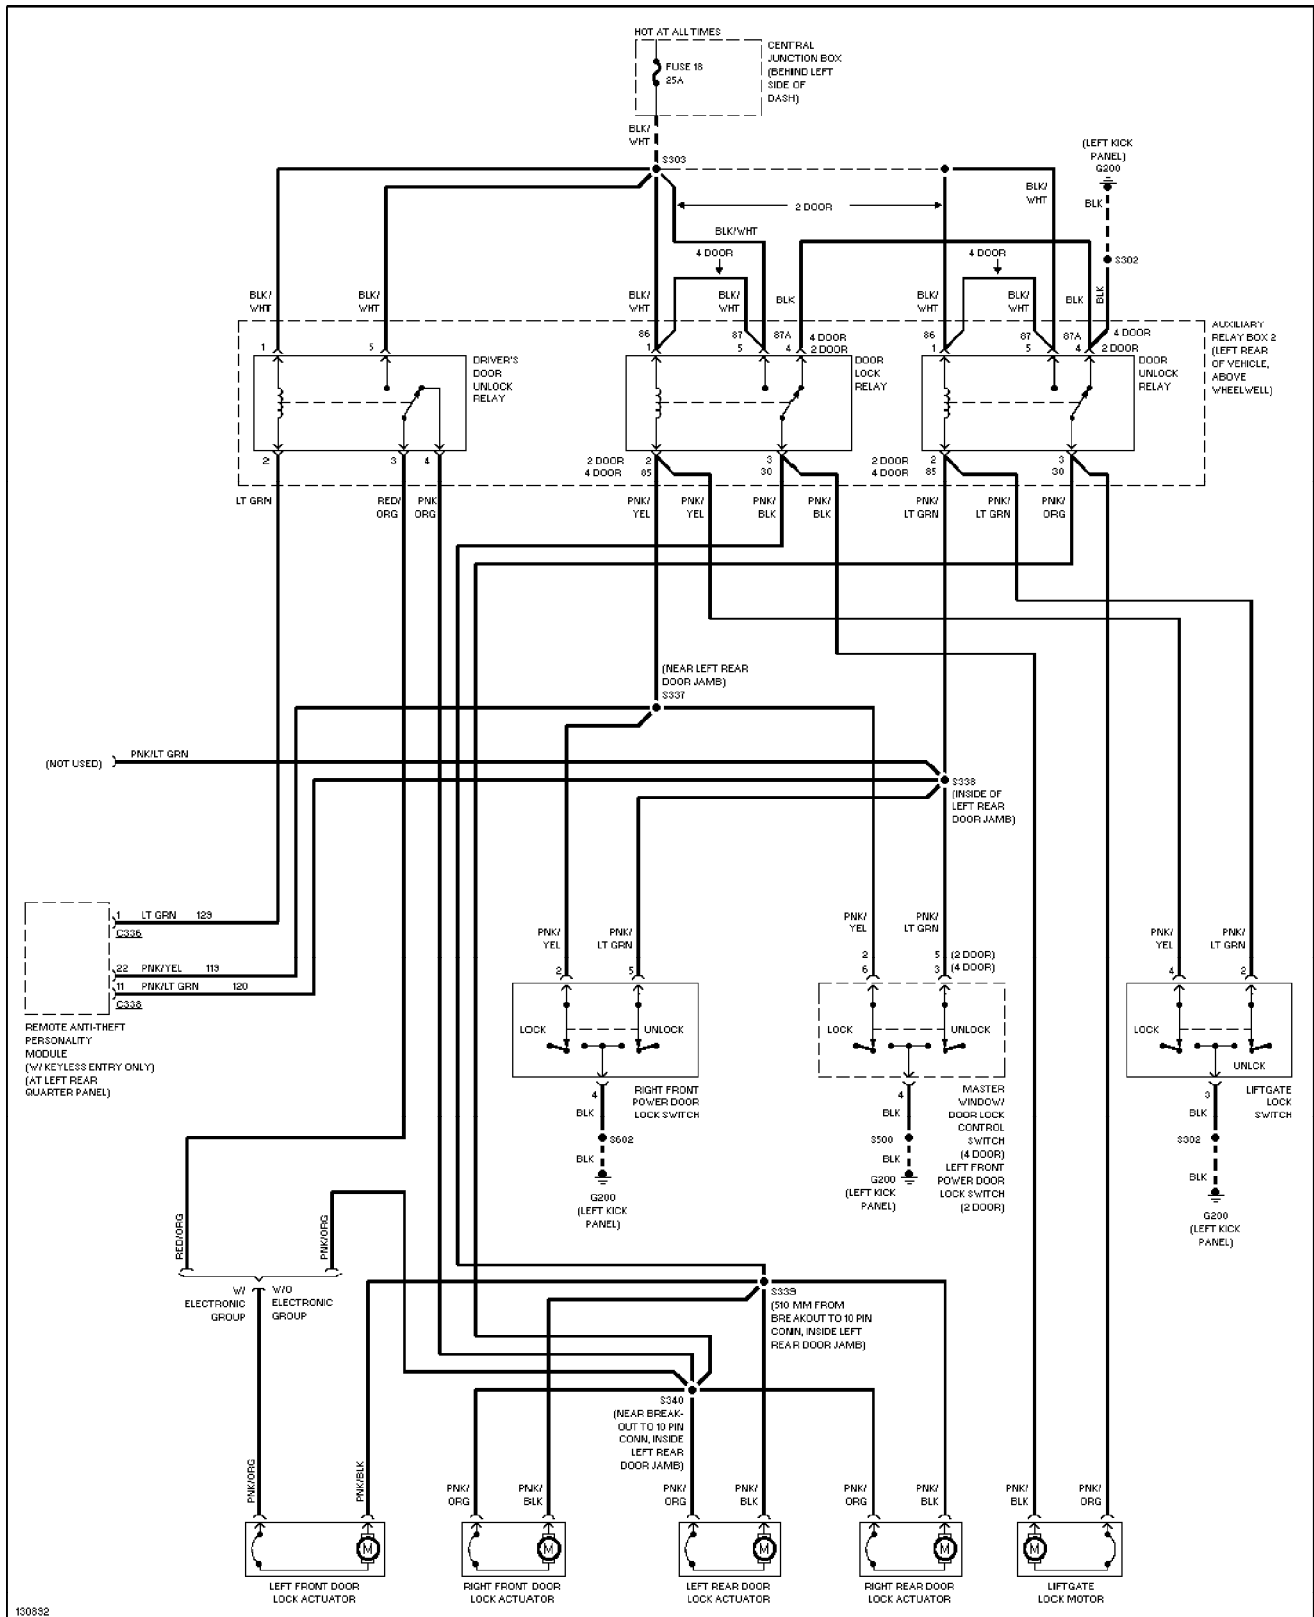 HOT AT ALL TIMES
FUSE 18
25A
CENTRAL
JUNCTION BOX
(BEHIND LEFT
SIDE OF
DASH)
BLK/
WHT
S303
(LEFT KICK
PANEL)
G200
BLK/
WHT
BLK
2 DOOR
BLK/WHT
4 DOOR
4 DOOR
S302
BLK/
WHT
BLK/
WHT
BLK/
WHT
BLK/
WHT
BLK
BLK/
WHT
BLK/
WHT
BLK
BLK
86
87
87A
4 DOOR
86
87
87A
4 DOOR
1
5
1
5
4
2 DOOR
1
5
4
2 DOOR
AUXILIARY
RELAY BOX 2
(LEFT REAR
OF VEHICLE,
ABOVE
WHEELWELL)
DRIVER'S
DOOR
UNLOCK
RELAY
DOOR
LOCK
RELAY
DOOR
UNLOCK
RELAY
2
3
4
2 DOOR
2
3
2 DOOR
2
3
4 DOOR
85
30
4 DOOR
85
30
LT GRN
RED/
ORG
PNK
ORG
PNK/
YEL
PNK/
YEL
PNK/
BLK
PNK/
BLK
PNK/
LT GRN
PNK/
LT GRN
PNK/
ORG
(NEAR LEFT REAR
DOOR JAMB)
S337
(NOT USED)
PNK/LT GRN
S338
(INSIDE OF
LEFT REAR
DOOR JAMB)
1
LT GRN
129
C336
22
PNK/YEL
119
11
PNK/LT GRN
120
C338
REMOTE ANTI-THEFT
PERSONALITY
MODULE
(W/ KEYLESS ENTRY ONLY)
(AT LEFT REAR
QUARTER PANEL)
PNK/
YEL
PNK/
LT GRN
PNK/
YEL
PNK/
LT GRN
PNK/
YEL
PNK/
LT GRN
2
5
2
5
(2 DOOR)
6
3
(4 DOOR)
4
2
LOCK
UNLOCK
LOCK
UNLOCK
LOCK
UNLOCK
UNLCK
4
BLK
S602
BLK
G200
(LEFT KICK
PANEL)
RIGHT FRONT
POWER DOOR
LOCK SWITCH
4
BLK
S500
BLK
G200
(LEFT KICK
PANEL)
MASTER
WINDOW/
DOOR LOCK
CONTROL
SWITCH
(4 DOOR)
LEFT FRONT
POWER DOOR
LOCK SWITCH
(2 DOOR)
3
BLK
S302
BLK
G200
(LEFT KICK
PANEL)
LIFTGATE
LOCK
SWITCH
RED/ORG
PNK/ORG
W/
ELECTRONIC
GROUP
W/O
ELECTRONIC
GROUP
S339
(510 MM FROM
BREAKOUT TO 10 PIN
CONN, INSIDE LEFT
REAR DOOR JAMB)
S340
(NEAR BREAK-
OUT TO 10 PIN
CONN, INSIDE
LEFT REAR
DOOR JAMB)
PNK/ORG
PNK/BLK
PNK/
ORG
PNK/
BLK
PNK/
ORG
PNK/
BLK
PNK/
ORG
PNK/
BLK
PNK/
BLK
PNK/
ORG
M
M
M
M
M
LEFT FRONT DOOR
LOCK ACTUATOR
RIGHT FRONT DOOR
LOCK ACTUATOR
LEFT REAR DOOR
LOCK ACTUATOR
RIGHT REAR DOOR
LOCK ACTUATOR
LIFTGATE
LOCK MOTOR
130892